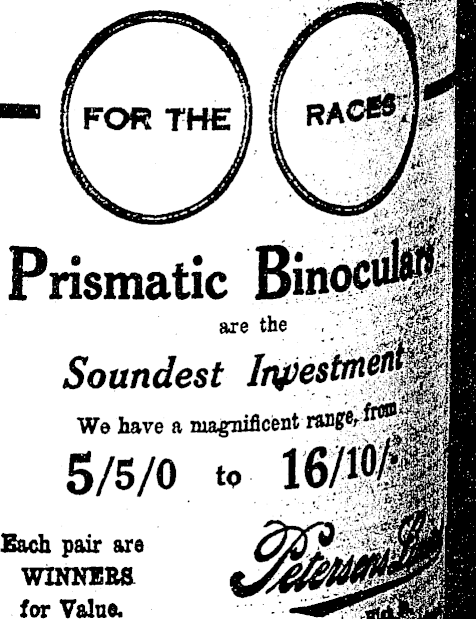 FOR THE RACES
Prismatic Binoculars
are the
Soundest Investment
We have a magnificent range, from
5/5/0 to 16/10/-
Each pair are
WINNERS
for Value.
Petersens